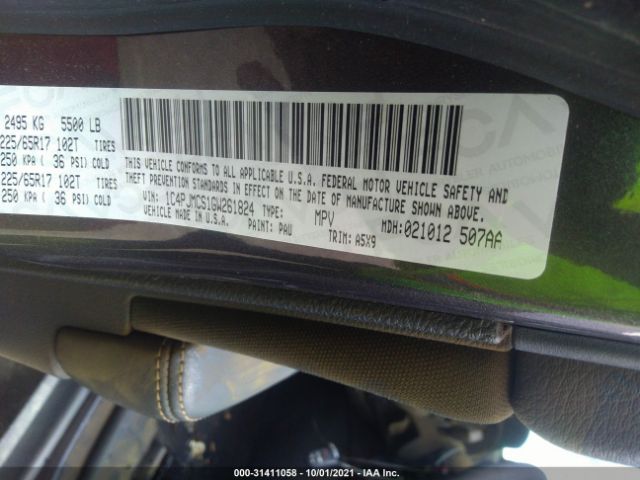 2495 KG 5500 LB
225/65R17 102T TIRES
250 KPA ( 36 PSI) COLD
225/65R17 102T TIRES
250 KPA ( 36 PSI) COLD
THIS VEHICLE CONFORMS TO ALL APPLICABLE U.S.A. FEDERAL MOTOR VEHICLE SAFETY AND
THEFT PREVENTION STANDARDS IN EFFECT ON THE DATE OF MANUFACTURE SHOWN ABOVE.
VIN: 1C4PJMCS1GW261824 TYPE: MPV MDH:021012 507AA
VEHICLE MADE IN U.S.A. PAINT: PAU TRIM: A5X9
000-31411058 - 10/01/2021 - IAA Inc.